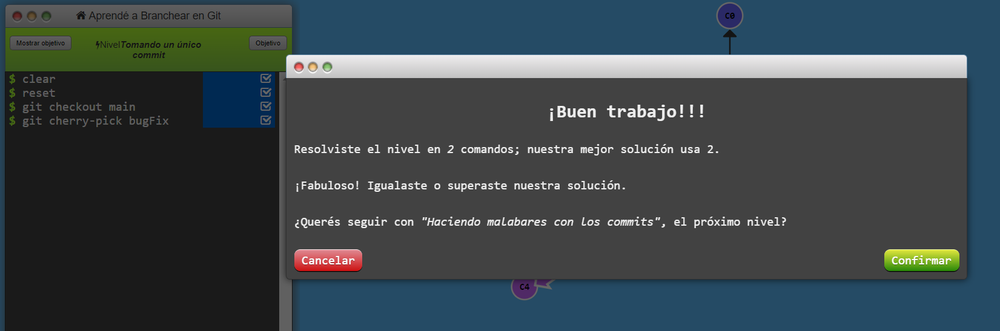 Aprendé a Branchear en Git
Mostrar objetivo
NivelTomando un único
commit
Objetivo
$ clear
$ reset
$ git checkout main
$ git cherry-pick bugFix
C0
¡Buen trabajo!!!
Resolviste el nivel en 2 comandos; nuestra mejor solución usa 2.
¡Fabuloso! Igualaste o superaste nuestra solución.
¿Querés seguir con "Haciendo malabares con los commits", el próximo nivel?
Cancelar
Confirmar
C4